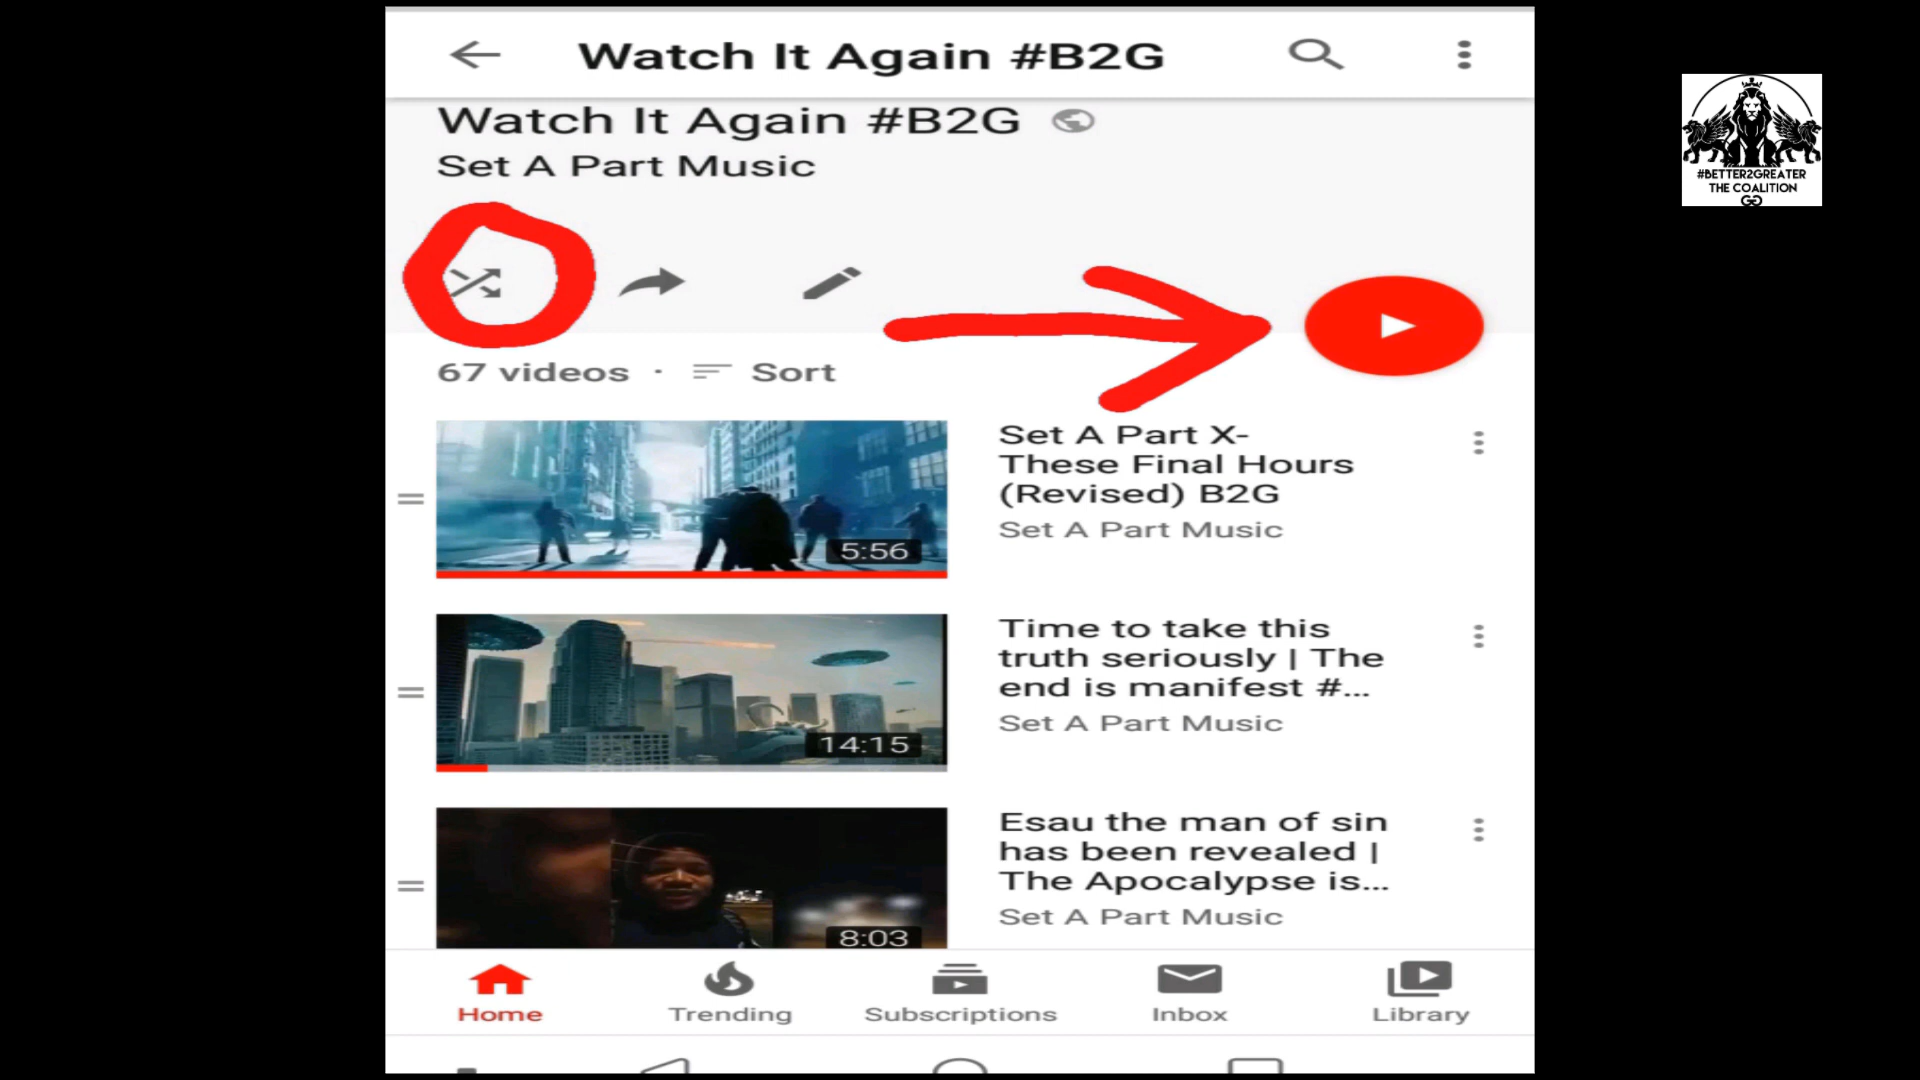 Watch It Again #B2G
Watch It Again #B2G
Set A Part Music
#BETTER2GREATER
THE COALITION
67 videos · Sort
Set A Part X-
These Final Hours
(Revised) B2G
Set A Part Music
5:56
Time to take this
truth seriously | The
end is manifest #...
Set A Part Music
14:15
Esau the man of sin
has been revealed |
The Apocalypse is...
Set A Part Music
8:03
Home Trending Subscriptions Inbox Library